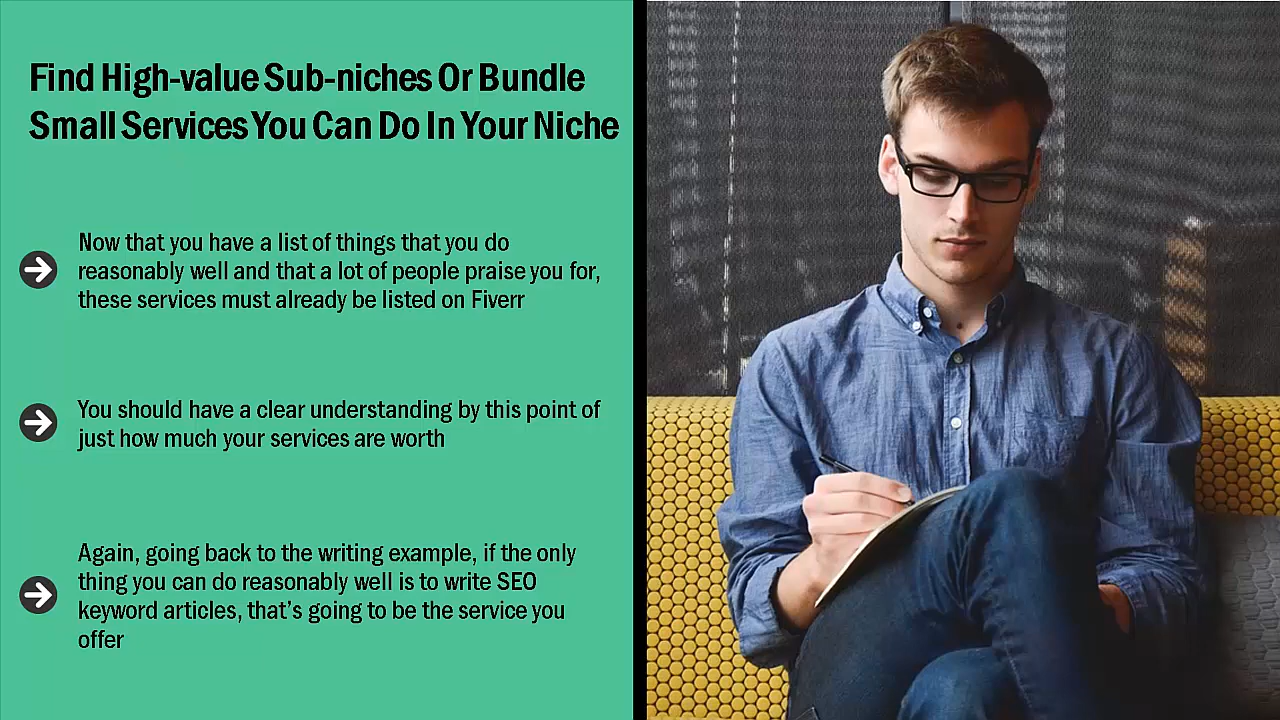 Find High-value Sub-niches Or Bundle
Small Services You Can Do In Your Niche
Now that you have a list of things that you do
reasonably well and that a lot of people praise you for,
these services must already be listed on Fiverr
You should have a clear understanding by this point of
just how much your services are worth
Again, going back to the writing example, if the only
thing you can do reasonably well is to write SEO
keyword articles, that's going to be the service you
offer